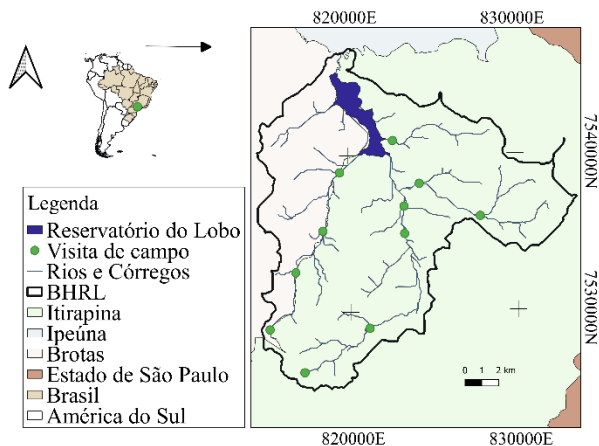 820000E
830000E
7540000N
7530000N
Legenda
Reservatório do Lobo
Visita de campo
Rios e Córregos
BHRL
Itirapina
Ipeúna
Brotas
Estado de São Paulo
Brasil
América do Sul
0 1 2 km
820000E
830000E